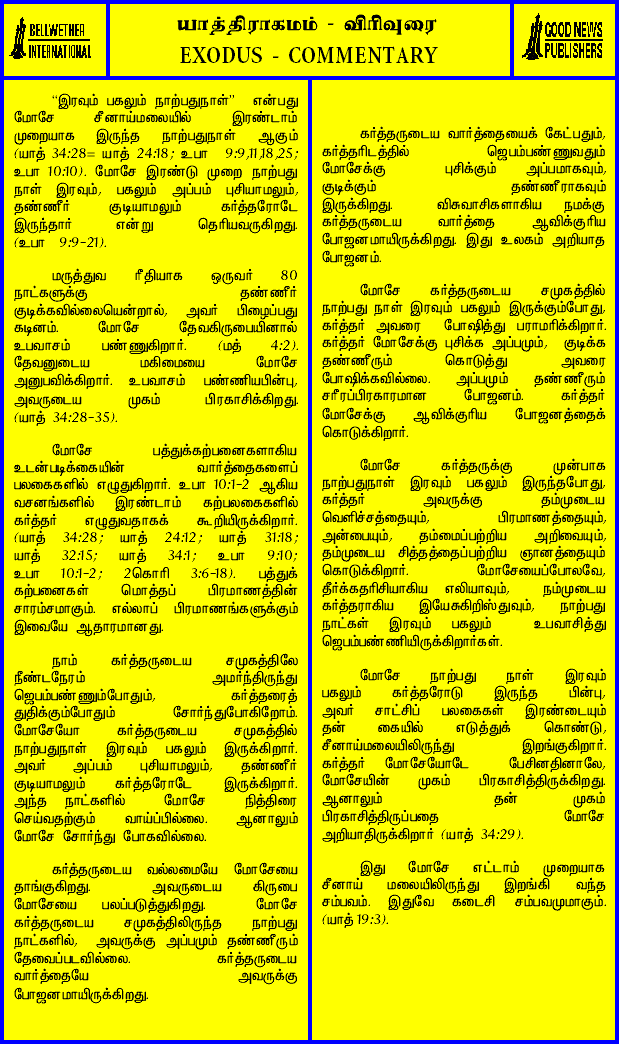 BELLWETHER
INTERNATIONAL
யாத்திராகமம் - விரிவுரை
EXODUS - COMMENTARY
GOOD NEWS
PUBLISHERS
“இரவும் பகலும் நாற்பதுநாள்” என்பது
மோசே சீனாய்மலையில் இரண்டாம்
முறையாக இருந்த நாற்பதுநாள் ஆகும்
(யாத் 34:28= யாத் 24:18; உபா 9:9,11,18,25;
உபா 10:10). மோசே இரண்டு முறை நாற்பது
நாள் இரவும், பகலும் அப்பம் புசியாமலும்,
தண்ணீர் குடியாமலும் கர்த்தரோடே
இருந்தார் என்று தெரியவருகிறது.
(உபா 9:9-21).
மருத்துவ ரீதியாக ஒருவர் 80
நாட்களுக்கு தண்ணீர்
குடிக்கவில்லையென்றால், அவர் பிழைப்பது
கடினம். மோசே தேவகிருபையினால்
உபவாசம் பண்ணுகிறார். (மத் 4:2).
தேவனுடைய மகிமையை மோசே
அனுபவிக்கிறார். உபவாசம் பண்ணியபின்பு,
அவருடைய முகம் பிரகாசிக்கிறது.
(யாத் 34:28-35).
மோசே பத்துக்கற்பனைகளாகிய
உடன்படிக்கையின் வார்த்தைகளைப்
பலகைகளில் எழுதுகிறார். உபா 10:1-2 ஆகிய
வசனங்களில் இரண்டாம் கற்பலகைகளில்
கர்த்தர் எழுதுவதாகக் கூறியிருக்கிறார்.
(யாத் 34:28; யாத் 24:12; யாத் 31:18;
யாத் 32:15; யாத் 34:1; உபா 9:10;
உபா 10:1-2; 2கொரி 3:6-18). பத்துக்
கற்பனைகள் மொத்தப் பிரமாணத்தின்
சாரம்சமாகும். எல்லாப் பிரமாணங்களுக்கும்
இவையே ஆதாரமானது.
நாம் கர்த்தருடைய சமுகத்திலே
நீண்டநேரம் அமர்ந்திருந்து
ஜெபம்பண்ணும்போதும், கர்த்தரைத்
துதிக்கும்போதும் சோர்ந்துபோகிறோம்.
மோசேயோ கர்த்தருடைய சமுகத்தில்
நாற்பதுநாள் இரவும் பகலும் இருக்கிறார்.
அவர் அப்பம் புசியாமலும், தண்ணீர்
குடியாமலும் கர்த்தரோடே இருக்கிறார்.
அந்த நாட்களில் மோசே நித்திரை
செய்வதற்கும் வாய்ப்பில்லை. ஆனாலும்
மோசே சோர்ந்து போகவில்லை.
கர்த்தருடைய வல்லமையே மோசேயை
தாங்குகிறது. அவருடைய கிருபை
மோசேயை பலப்படுத்துகிறது. மோசே
கர்த்தருடைய சமுகத்திலிருந்த நாற்பது
நாட்களில், அவருக்கு அப்பமும் தண்ணீரும்
தேவைப்படவில்லை. கர்த்தருடைய
வார்த்தையே அவருக்கு
போஜனமாயிருக்கிறது.
கர்த்தருடைய வார்த்தையைக் கேட்பதும்,
கர்த்தரிடத்தில் ஜெபம்பண்ணுவதும்
மோசேக்கு புசிக்கும் அப்பமாகவும்,
குடிக்கும் தண்ணீராகவும்
இருக்கிறது. விசுவாசிகளாகிய நமக்கு
கர்த்தருடைய வார்த்தை ஆவிக்குரிய
போஜனமாயிருக்கிறது. இது உலகம் அறியாத
போஜனம்.
மோசே கர்த்தருடைய சமுகத்தில்
நாற்பது நாள் இரவும் பகலும் இருக்கும்போது,
கர்த்தர் அவரை போஷித்து பராமரிக்கிறார்.
கர்த்தர் மோசேக்கு புசிக்க அப்பமும், குடிக்க
தண்ணீரும் கொடுத்து அவரை
போஷிக்கவில்லை. அப்பமும் தண்ணீரும்
சரீரப்பிரகாரமான போஜனம். கர்த்தர்
மோசேக்கு ஆவிக்குரிய போஜனத்தைக்
கொடுக்கிறார்.
மோசே கர்த்தருக்கு முன்பாக
நாற்பதுநாள் இரவும் பகலும் இருந்தபோது,
கர்த்தர் அவருக்கு தம்முடைய
வெளிச்சத்தையும், பிரமாணத்தையும்,
அன்பையும், தம்மைப்பற்றிய அறிவையும்,
தம்முடைய சித்தத்தைப்பற்றிய ஞானத்தையும்
கொடுக்கிறார். மோசேயைப்போலவே,
தீர்க்கதரிசியாகிய எலியாவும், நம்முடைய
கர்த்தராகிய இயேசுகிறிஸ்துவும், நாற்பது
நாட்கள் இரவும் பகலும் உபவாசித்து
ஜெபம்பண்ணியிருக்கிறார்கள்.
மோசே நாற்பது நாள் இரவும்
பகலும் கர்த்தரோடு இருந்த பின்பு,
அவர் சாட்சிப் பலகைகள் இரண்டையும்
தன் கையில் எடுத்துக் கொண்டு,
சீனாய்மலையிலிருந்து இறங்குகிறார்.
கர்த்தர் மோசேயோடே பேசினதினாலே,
மோசேயின் முகம் பிரகாசித்திருக்கிறது.
ஆனாலும் தன் முகம்
பிரகாசித்திருப்பதை மோசே
அறியாதிருக்கிறார் (யாத் 34:29).
இது மோசே எட்டாம் முறையாக
சீனாய் மலையிலிருந்து இறங்கி வந்த
சம்பவம். இதுவே கடைசி சம்பவமுமாகும்.
(யாத் 19:3).